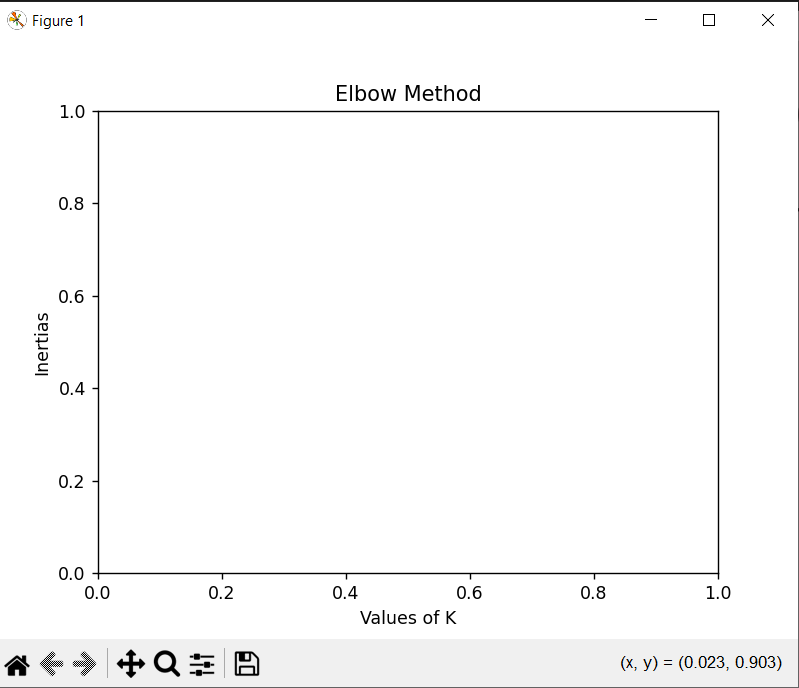 Figure 1
Elbow Method
1.0
0.8
0.6
0.4
0.2
0.0
Inertias
0.0 0.2 0.4 0.6 0.8 1.0
Values of K
(x, y) = (0.023, 0.903)